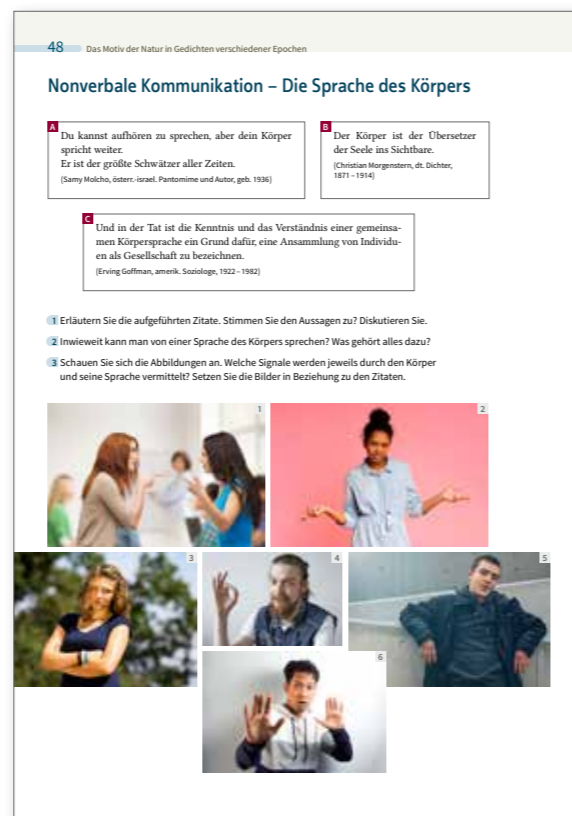 48 Das Motiv der Natur in Gedichten verschiedener Epochen
Nonverbale Kommunikation – Die Sprache des Körpers
A
Du kannst aufhören zu sprechen, aber dein Körper
spricht weiter.
Er ist der größte Schwätzer aller Zeiten.
(Samy Molcho, österr.-israel. Pantomime und Autor, geb. 1936)
B
Der Körper ist der Übersetzer
der Seele ins Sichtbare.
(Christian Morgenstern, dt. Dichter,
1871 – 1914)
C
Und in der Tat ist die Kenntnis und das Verständnis einer gemeinsa-
men Körpersprache ein Grund dafür, eine Ansammlung von Individu-
en als Gesellschaft zu bezeichnen.
(Erving Goffman, amerik. Soziologe, 1922 – 1982)
1 Erläutern Sie die aufgeführten Zitate. Stimmen Sie den Aussagen zu? Diskutieren Sie.
2 Inwieweit kann man von einer Sprache des Körpers sprechen? Was gehört alles dazu?
3 Schauen Sie sich die Abbildungen an. Welche Signale werden jeweils durch den Körper
und seine Sprache vermittelt? Setzen Sie die Bilder in Beziehung zu den Zitaten.
1
2
3
4
5
6